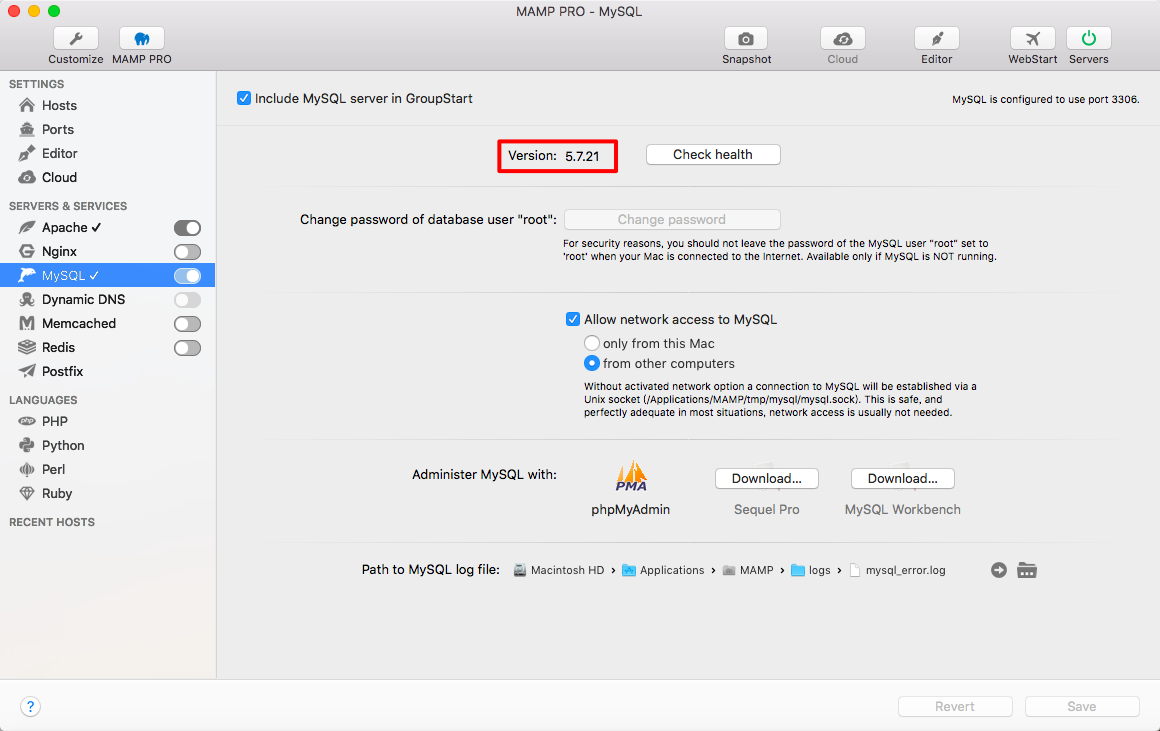 MAMP PRO - MySQL
Customize
MAMP PRO
Snapshot
Cloud
Editor
WebStart
Servers
SETTINGS
Hosts
Ports
Editor
Cloud
SERVERS & SERVICES
Apache ✓
Nginx
MySQL ✓
Dynamic DNS
Memcached
Redis
Postfix
LANGUAGES
PHP
Python
Perl
Ruby
RECENT HOSTS
Include MySQL server in GroupStart
MySQL is configured to use port 3306.
Version: 5.7.21
Check health
Change password of database user "root":
Change password
For security reasons, you should not leave the password of the MySQL user "root" set to
'root' when your Mac is connected to the Internet. Available only if MySQL is NOT running.
Allow network access to MySQL
only from this Mac
from other computers
Without activated network option a connection to MySQL will be established via a
Unix socket (/Applications/MAMP/tmp/mysql/mysql.sock). This is safe, and
perfectly adequate in most situations, network access is usually not needed.
Administer MySQL with:
PMA
phpMyAdmin
Download...
Sequel Pro
Download...
MySQL Workbench
Path to MySQL log file:
Macintosh HD › Applications › MAMP › logs › mysql_error.log
?
Revert
Save